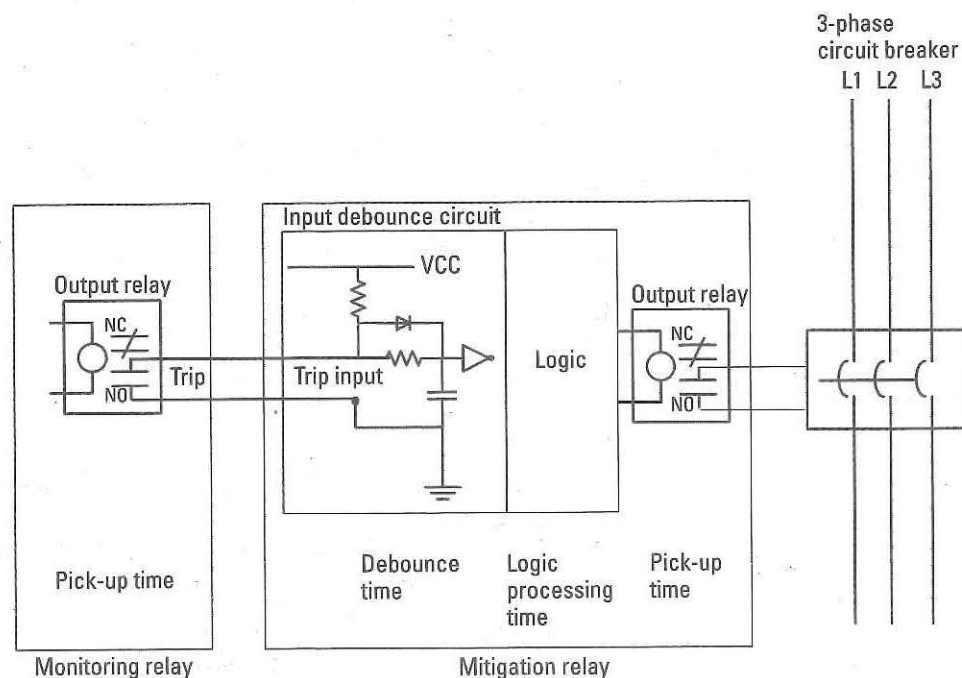 3-phase
circuit breaker
L1 L2 L3
Input debounce circuit
VCC
Output relay
NC
NO
Trip
Trip input
Logic
Output relay
NC
NO
Pick-up time
Debounce
time
Logic
processing
time
Pick-up
time
Monitoring relay
Mitigation relay